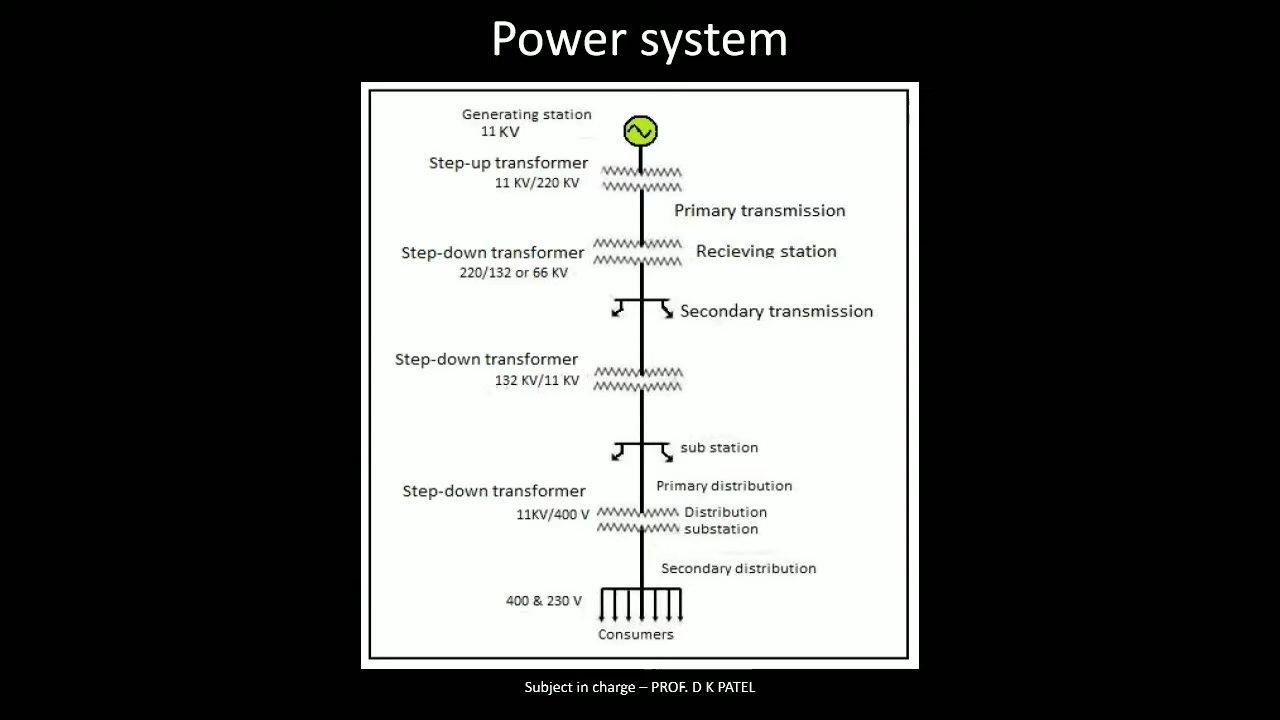 Power system
Generating station
11 KV
Step-up transformer
11 KV/220 KV
Primary transmission
Step-down transformer
220/132 or 66 KV
Recieving station
Secondary transmission
Step-down transformer
132 KV/11 KV
sub station
Primary distribution
Step-down transformer
11KV/400 V
Distribution
substation
Secondary distribution
400 & 230 V
Consumers
Subject in charge – PROF. D K PATEL